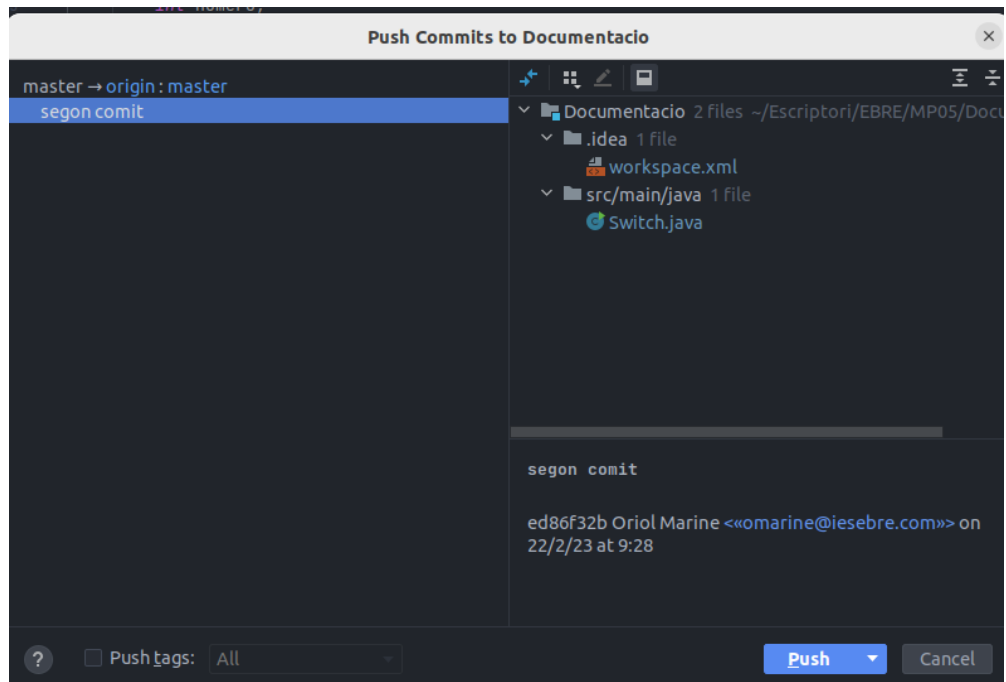 int numero;
Push Commits to Documentacio
master → origin : master
segon comit
Documentacio 2 files ~/Escriptori/EBRE/MP05/Docu
.idea 1 file
workspace.xml
src/main/java 1 file
Switch.java
segon comit
ed86f32b Oriol Marine <«omarine@iesebre.com»> on
22/2/23 at 9:28
? Push tags: All Push Cancel